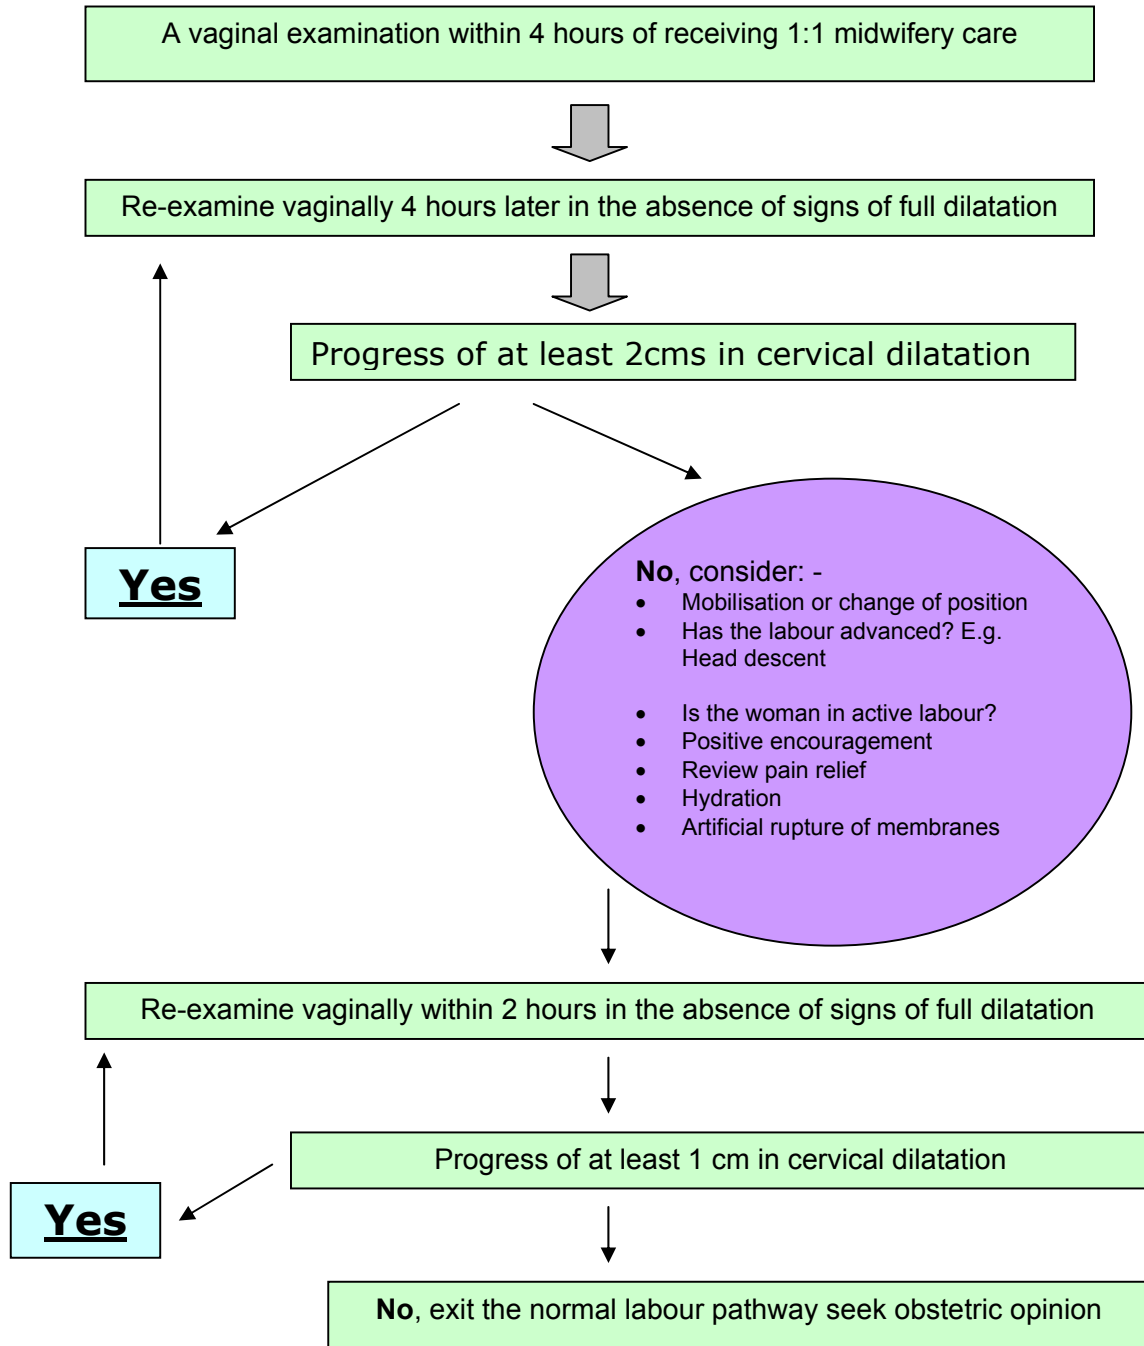 A vaginal examination within 4 hours of receiving 1:1 midwifery care
Re-examine vaginally 4 hours later in the absence of signs of full dilatation
Progress of at least 2cms in cervical dilatation
Yes
No, consider: -
• Mobilisation or change of position
• Has the labour advanced? E.g.
Head descent
• Is the woman in active labour?
• Positive encouragement
• Review pain relief
• Hydration
• Artificial rupture of membranes
Re-examine vaginally within 2 hours in the absence of signs of full dilatation
Progress of at least 1 cm in cervical dilatation
Yes
No, exit the normal labour pathway seek obstetric opinion